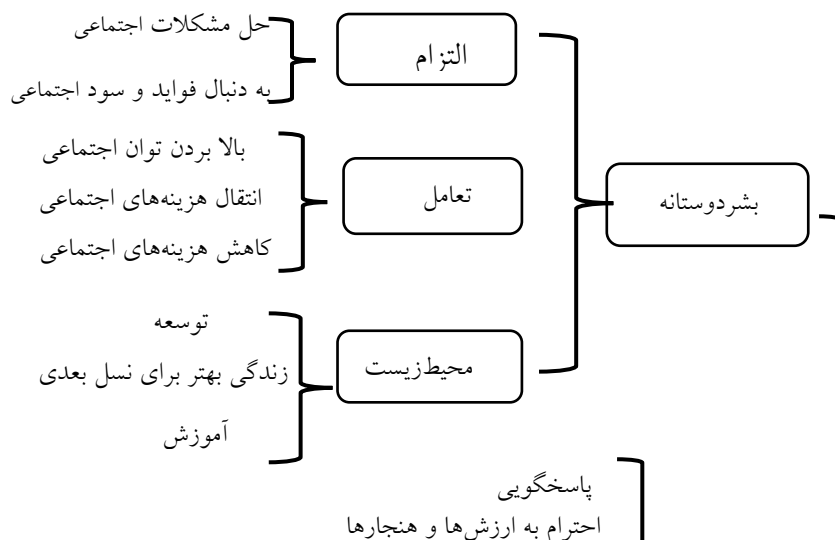 بشردوستانه
التزام
حل مشکلات اجتماعی
به دنبال فواید و سود اجتماعی
تعامل
بالا بردن توان اجتماعی
انتقال هزینه‌های اجتماعی
کاهش هزینه‌های اجتماعی
محیط‌زیست
توسعه
زندگی بهتر برای نسل بعدی
آموزش
پاسخگویی
احترام به ارزش‌ها و هنجارها